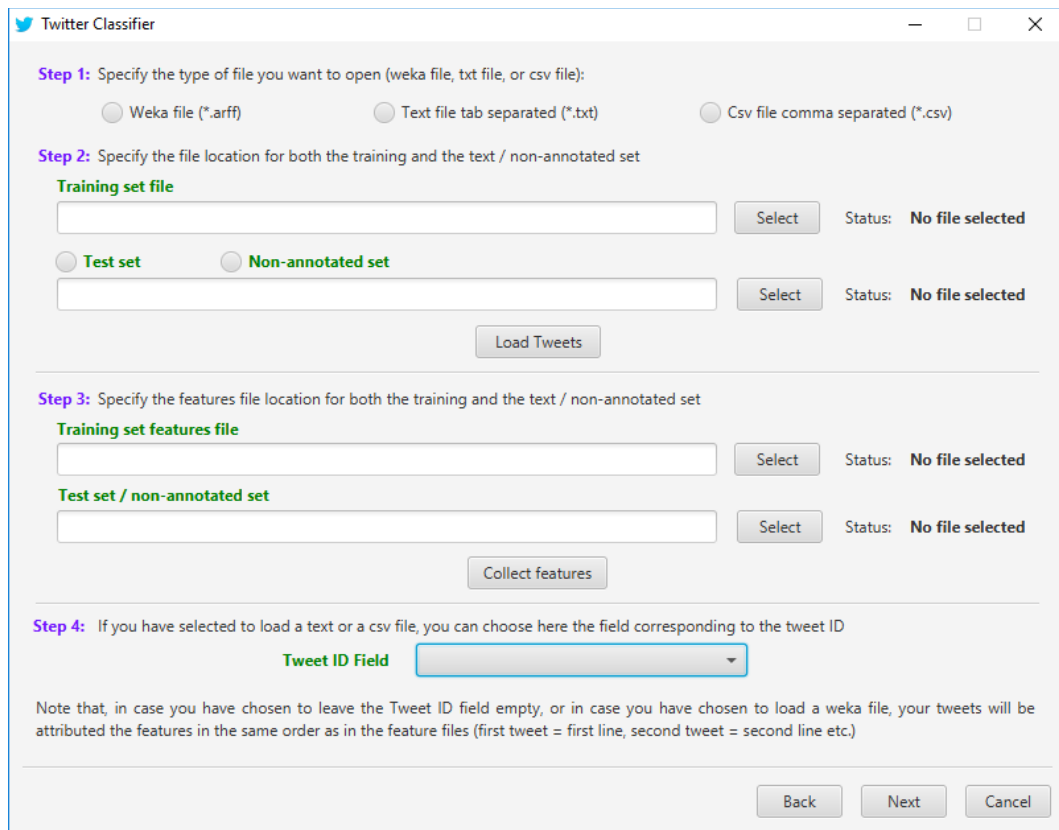 Twitter Classifier
Step 1: Specify the type of file you want to open (weka file, txt file, or csv file):
Weka file (*.arff) Text file tab separated (*.txt) Csv file comma separated (*.csv)
Step 2: Specify the file location for both the training and the text / non-annotated set
Training set file
Select Status: No file selected
Test set Non-annotated set
Select Status: No file selected
Load Tweets
Step 3: Specify the features file location for both the training and the text / non-annotated set
Training set features file
Select Status: No file selected
Test set / non-annotated set
Select Status: No file selected
Collect features
Step 4: If you have selected to load a text or a csv file, you can choose here the field corresponding to the tweet ID
Tweet ID Field
Note that, in case you have chosen to leave the Tweet ID field empty, or in case you have chosen to load a weka file, your tweets will be
attributed the features in the same order as in the feature files (first tweet = first line, second tweet = second line etc.)
Back Next Cancel